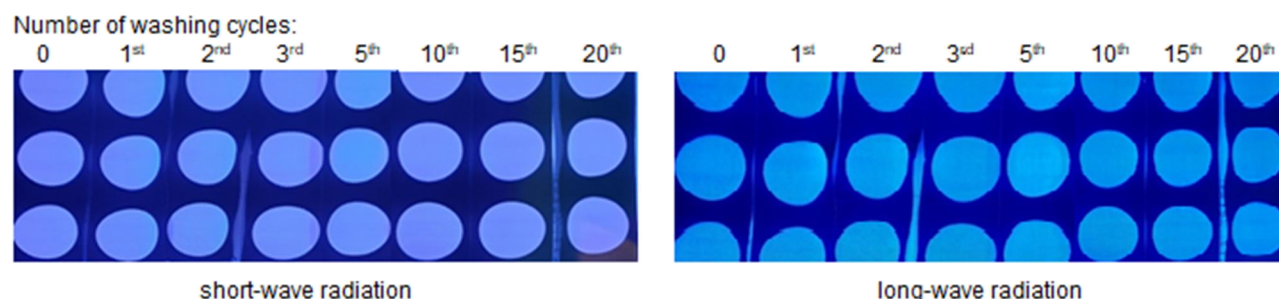 Number of washing cycles:
0 1st 2nd 3rd 5th 10th 15th 20th 0 1st 2nd 3sd 5th 10th 15th 20th
short-wave radiation long-wave radiation